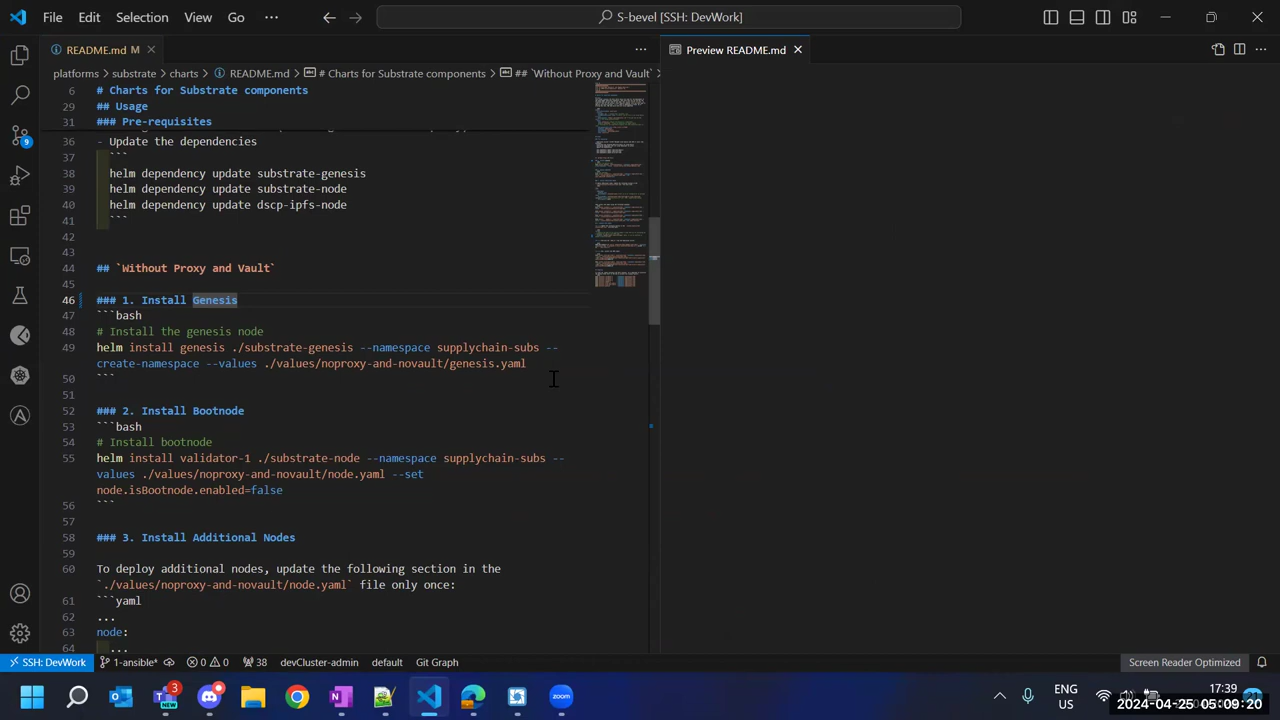 File Edit Selection View Go ··· S-bevel [SSH: DevWork]
README.md M
Preview README.md
platforms > substrate > charts > README.md > # Charts for Substrate components > ## `Without Proxy and Vault` >
# Charts for Substrate components
29 ## Usage
### Pre-requisites
Update the dependencies
```
helm dependency update substrate-genesis
helm dependency update substrate-node
helm dependency update dscp-ipfs-node
```
42
43
44 ## `Without Proxy and Vault`
45
46 ### 1. Install Genesis
47 ```bash
48 # Install the genesis node
49 helm install genesis ./substrate-genesis --namespace supplychain-subs --
create-namespace --values ./values/noproxy-and-novault/genesis.yaml
50 ```
51
52 ### 2. Install Bootnode
53 ```bash
54 # Install bootnode
55 helm install validator-1 ./substrate-node --namespace supplychain-subs --
values ./values/noproxy-and-novault/node.yaml --set
node.isBootnode.enabled=false
56 ```
57
58 ### 3. Install Additional Nodes
59
60 To deploy additional nodes, update the following section in the
`./values/noproxy-and-novault/node.yaml` file only once:
61 ```yaml
62 ...
63 node:
64 ...
9
SSH: DevWork 1-ansible* 0 0 38 devCluster-admin default Git Graph Screen Reader Optimized
3
NEW
zoom
ENG
US
17:39
2024-04-25 05:09:20